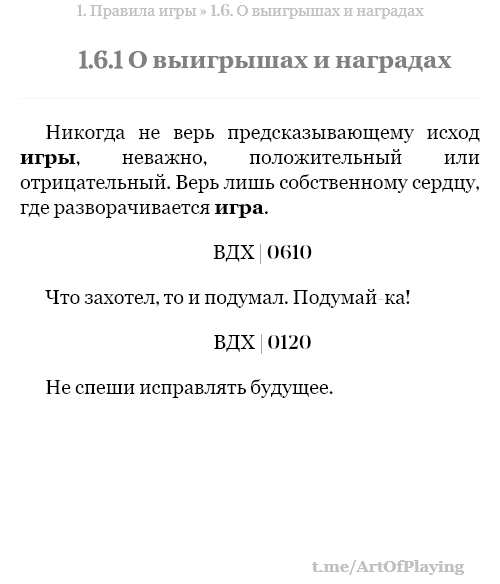 1. Правила игры » 1.6. О выигрышах и наградах
1.6.1 О выигрышах и наградах
Никогда не верь предсказывающему исход
игры, неважно, положительный или
отрицательный. Верь лишь собственному сердцу,
где разворачивается игра.
ВДХ | 0610
Что захотел, то и подумал. Подумай-ка!
ВДХ | 0120
Не спеши исправлять будущее.
t.me/ArtOfPlaying